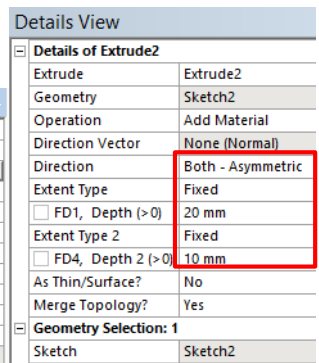 Details View
Details of Extrude2
Extrude Extrude2
Geometry Sketch2
Operation Add Material
Direction Vector None (Normal)
Direction Both - Asymmetric
Extent Type Fixed
FD1, Depth (>0) 20 mm
Extent Type 2 Fixed
FD4, Depth 2 (>0) 10 mm
As Thin/Surface? No
Merge Topology? Yes
Geometry Selection: 1
Sketch Sketch2